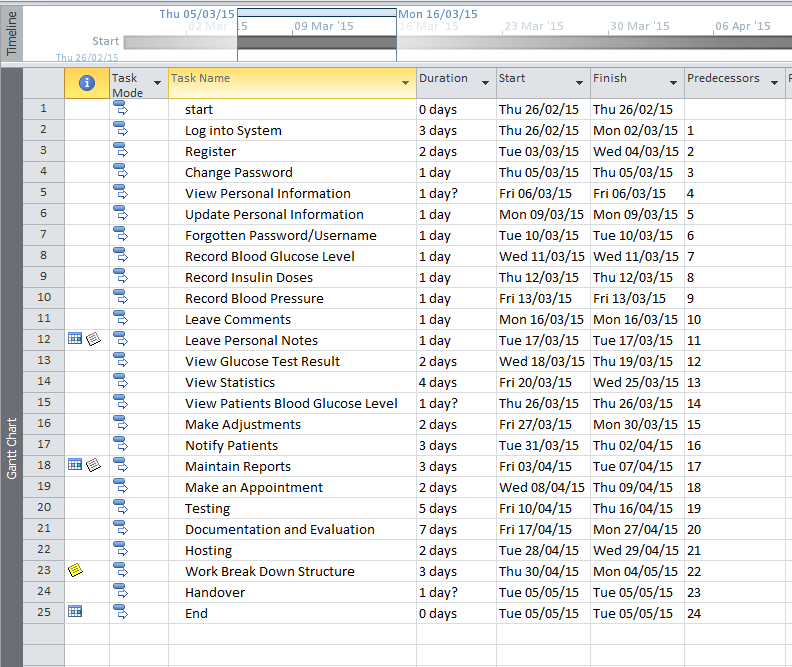 Timeline
Thu 05/03/15 Mon 16/03/15
02 Mar '15 09 Mar '15 16 Mar '15 23 Mar '15 30 Mar '15 06 Apr '15
Start
Thu 26/02/15
Gantt Chart
Task Mode Task Name Duration Start Finish Predecessors
1 start 0 days Thu 26/02/15 Thu 26/02/15
2 Log into System 3 days Thu 26/02/15 Mon 02/03/15 1
3 Register 2 days Tue 03/03/15 Wed 04/03/15 2
4 Change Password 1 day Thu 05/03/15 Thu 05/03/15 3
5 View Personal Information 1 day? Fri 06/03/15 Fri 06/03/15 4
6 Update Personal Information 1 day Mon 09/03/15 Mon 09/03/15 5
7 Forgotten Password/Username 1 day Tue 10/03/15 Tue 10/03/15 6
8 Record Blood Glucose Level 1 day Wed 11/03/15 Wed 11/03/15 7
9 Record Insulin Doses 1 day Thu 12/03/15 Thu 12/03/15 8
10 Record Blood Pressure 1 day Fri 13/03/15 Fri 13/03/15 9
11 Leave Comments 1 day Mon 16/03/15 Mon 16/03/15 10
12 Leave Personal Notes 1 day Tue 17/03/15 Tue 17/03/15 11
13 View Glucose Test Result 2 days Wed 18/03/15 Thu 19/03/15 12
14 View Statistics 4 days Fri 20/03/15 Wed 25/03/15 13
15 View Patients Blood Glucose Level 1 day? Thu 26/03/15 Thu 26/03/15 14
16 Make Adjustments 2 days Fri 27/03/15 Mon 30/03/15 15
17 Notify Patients 3 days Tue 31/03/15 Thu 02/04/15 16
18 Maintain Reports 3 days Fri 03/04/15 Tue 07/04/15 17
19 Make an Appointment 2 days Wed 08/04/15 Thu 09/04/15 18
20 Testing 5 days Fri 10/04/15 Thu 16/04/15 19
21 Documentation and Evaluation 7 days Fri 17/04/15 Mon 27/04/15 20
22 Hosting 2 days Tue 28/04/15 Wed 29/04/15 21
23 Work Break Down Structure 3 days Thu 30/04/15 Mon 04/05/15 22
24 Handover 1 day? Tue 05/05/15 Tue 05/05/15 23
25 End 0 days Tue 05/05/15 Tue 05/05/15 24